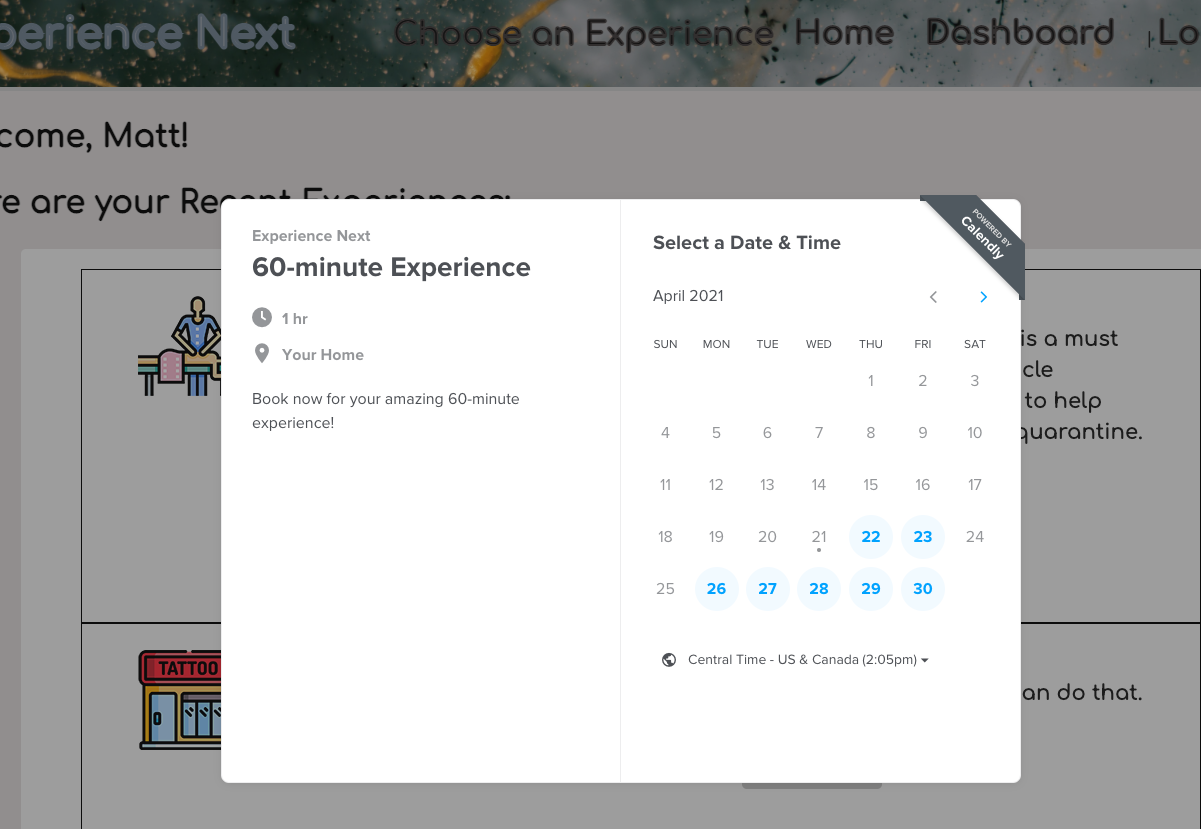 perience Next
Choose an Experience
Home
Dashboard
Lo
come, Matt!
re are your Recent Experiences:
Experience Next
60-minute Experience
1 hr
Your Home
Book now for your amazing 60-minute
experience!
POWERED BY
Calendly
Select a Date & Time
April 2021
SUN MON TUE WED THU FRI SAT
1 2 3
4 5 6 7 8 9 10
11 12 13 14 15 16 17
18 19 20 21 22 23 24
25 26 27 28 29 30
Central Time - US & Canada (2:05pm)
is a must
cle
to help
quarantine.
TATTOO
an do that.